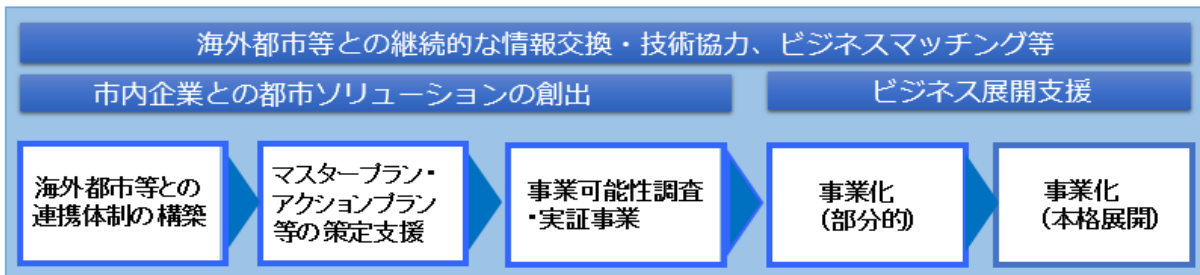 海外都市等との継続的な情報交換・技術協力、ビジネスマッチング等
市内企業との都市ソリューションの創出
ビジネス展開支援
海外都市等との
連携体制の構築
マスタープラン・
アクションプラン
等の策定支援
事業可能性調査
・実証事業
事業化
(部分的)
事業化
(本格展開)